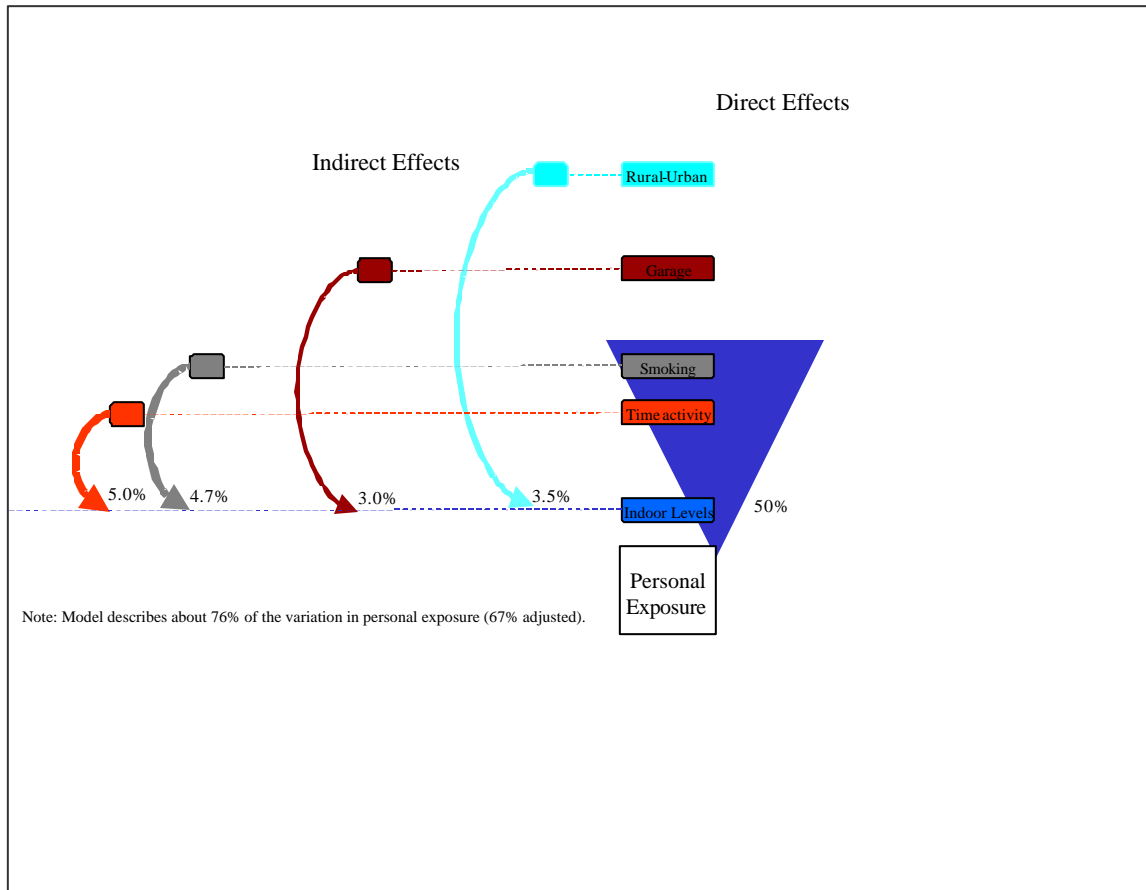 Direct Effects
Indirect Effects
Rural-Urban
Garage
Smoking
Time activity
5.0%
4.7%
3.0%
3.5%
Indoor Levels
50%
Personal
Exposure
Note: Model describes about 76% of the variation in personal exposure (67% adjusted).